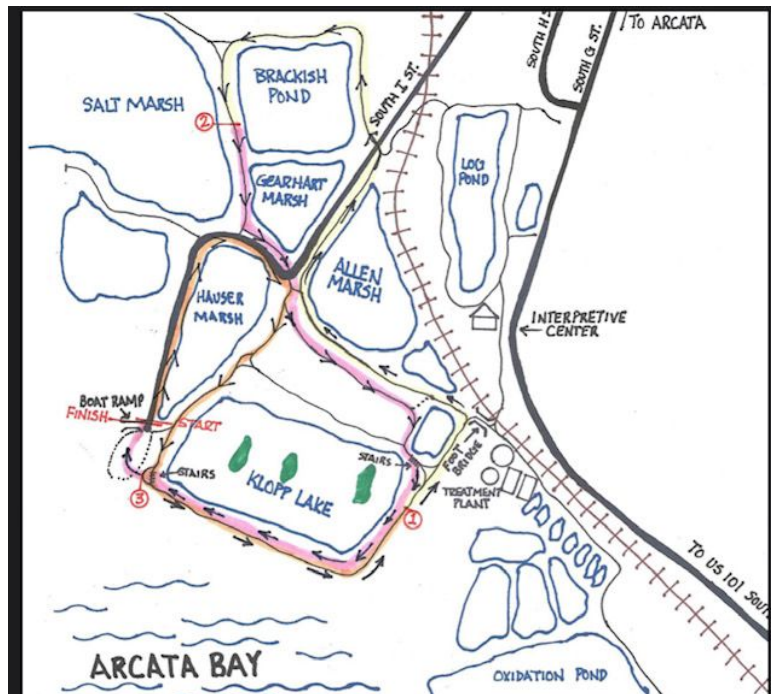 TO ARCATA
SOUTH H S
SOUTH G ST.
SOUTH I ST.
BRACKISH
POND
SALT MARSH
2
LOG
POND
GEARHART
MARSH
ALLEN
MARSH
HAUSER
MARSH
INTERPRETIVE
CENTER
BOAT RAMP
FINISH
START
STAIRS
FOOT
BRIDGE
STAIRS
KLOPP LAKE
TREATMENT
PLANT
3
1
TO US 101 SOUTH
ARCATA BAY
OXIDATION POND